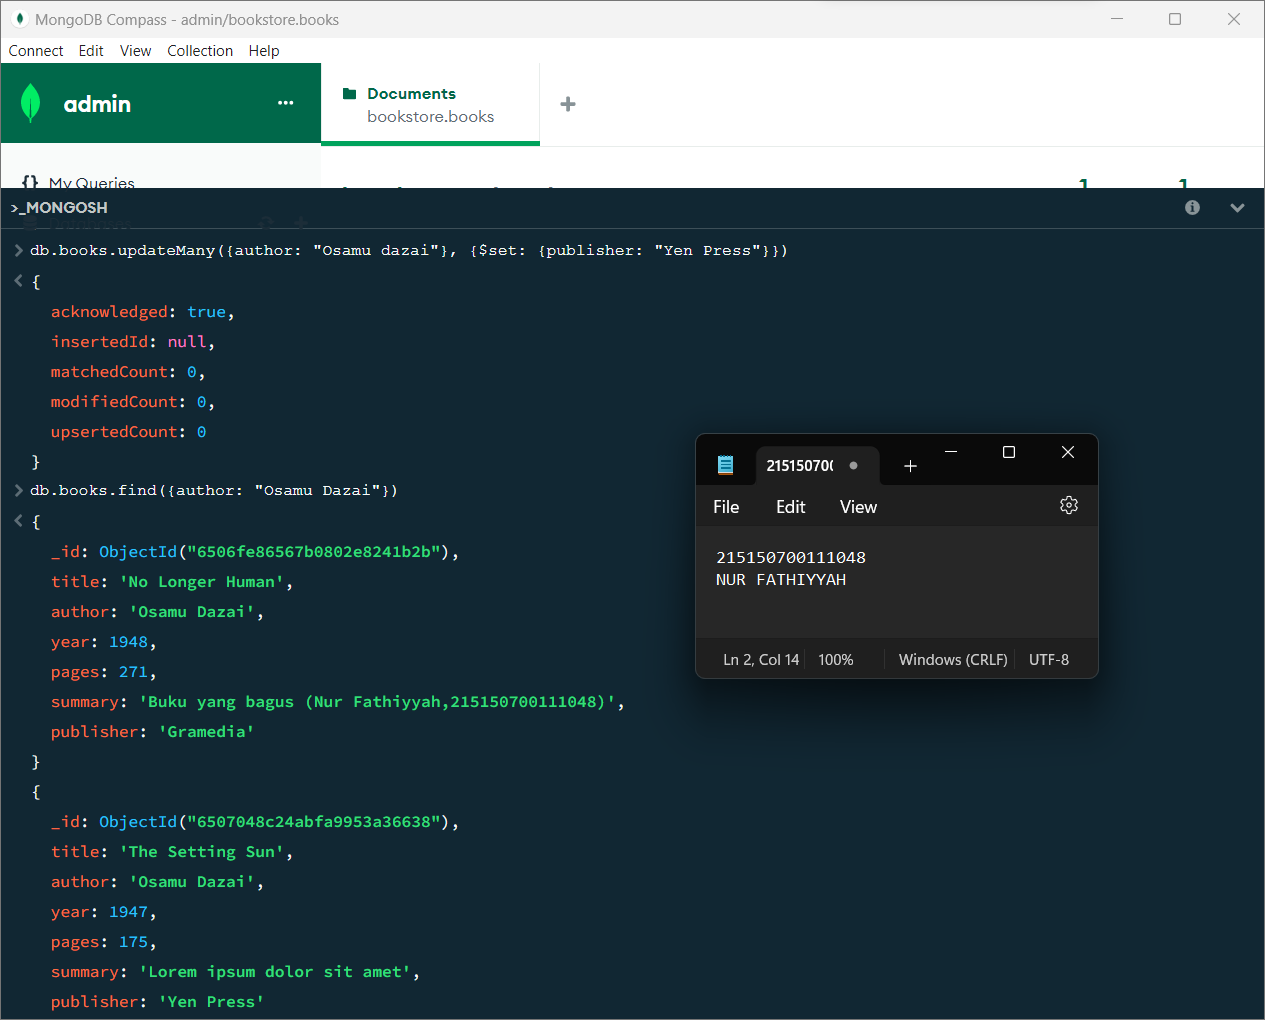 MongoDB Compass - admin/bookstore.books
Connect Edit View Collection Help
admin
Documents
bookstore.books
{} My Queries
>_MONGOSH
db.books.updateMany({author: "Osamu dazai"}, {$set: {publisher: "Yen Press"}})
{
acknowledged: true,
insertedId: null,
matchedCount: 0,
modifiedCount: 0,
upsertedCount: 0
}
db.books.find({author: "Osamu Dazai"})
{
_id: ObjectId("6506fe86567b0802e8241b2b"),
title: 'No Longer Human',
author: 'Osamu Dazai',
year: 1948,
pages: 271,
summary: 'Buku yang bagus (Nur Fathiyyah,215150700111048)',
publisher: 'Gramedia'
}
{
_id: ObjectId("6507048c24abfa9953a36638"),
title: 'The Setting Sun',
author: 'Osamu Dazai',
year: 1947,
pages: 175,
summary: 'Lorem ipsum dolor sit amet',
publisher: 'Yen Press'
21515070
File Edit View
215150700111048
NUR FATHIYYAH
Ln 2, Col 14 100% Windows (CRLF) UTF-8